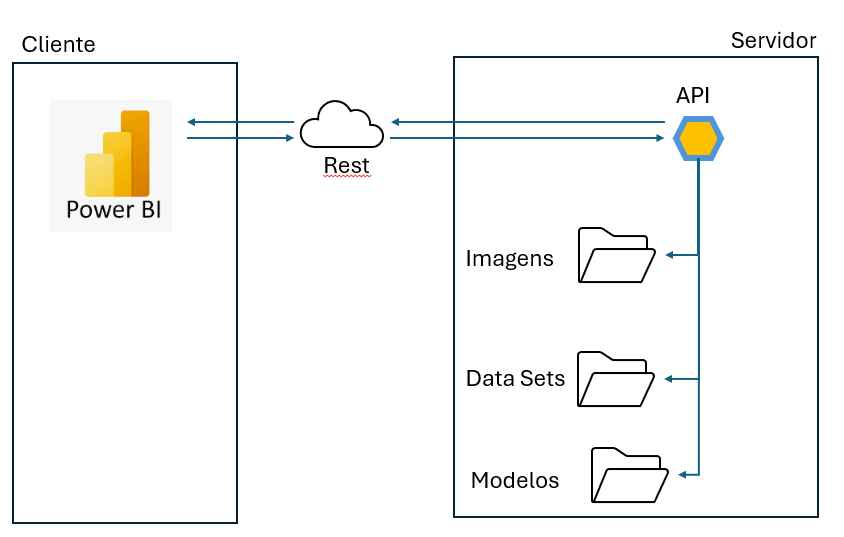 Cliente
Servidor
API
Rest
Power BI
Imagens
Data Sets
Modelos